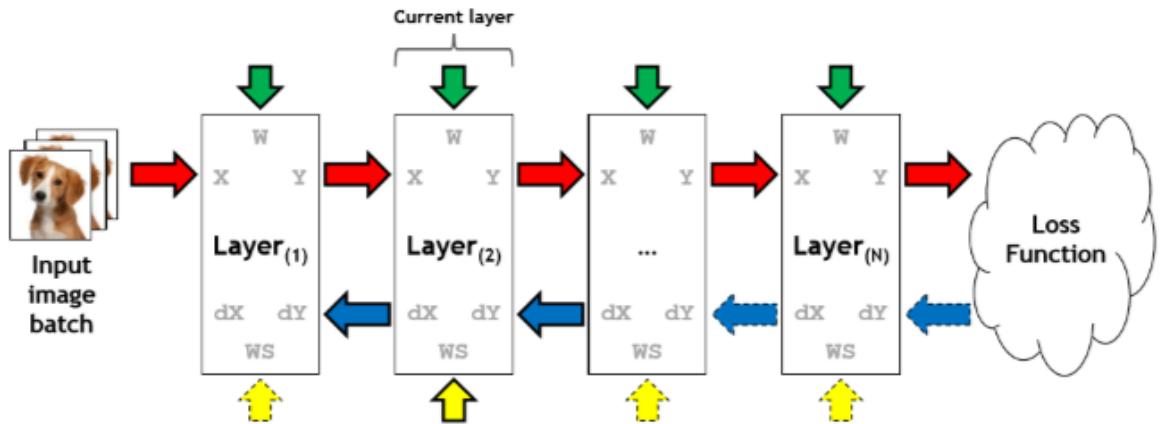 Current layer
W W W W
X Y X Y X Y X Y
Layer(1) Layer(2) ... Layer(N)
Loss
Function
Input
image
batch
dX dY dX dY dX dY dX dY
WS WS WS WS